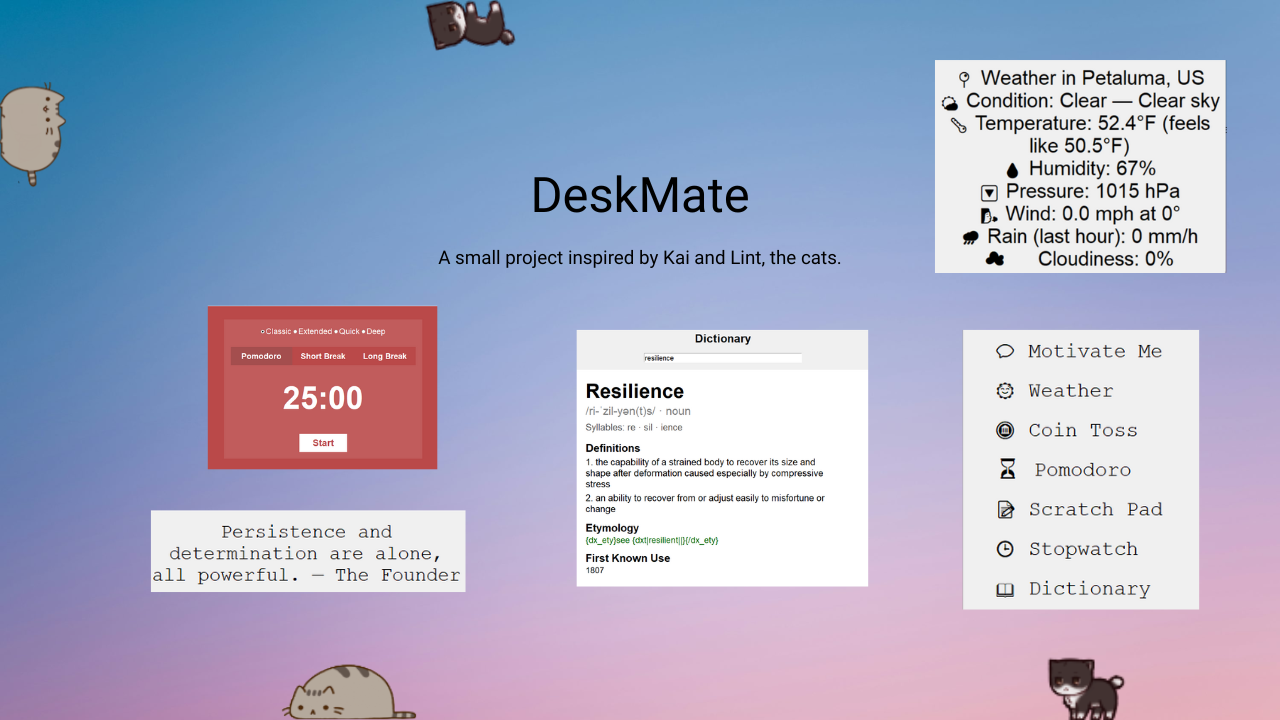 DeskMate
A small project inspired by Kai and Lint, the cats.
Weather in Petaluma, US
Condition: Clear — Clear sky
Temperature: 52.4°F (feels
like 50.5°F)
Humidity: 67%
Pressure: 1015 hPa
Wind: 0.0 mph at 0°
Rain (last hour): 0 mm/h
Cloudiness: 0%
Classic Extended Quick Deep
Pomodoro Short Break Long Break
25:00
Start
Persistence and
determination are alone,
all powerful. — The Founder
Dictionary
resilience
Resilience
/ri-ˈzil-yən(t)s/ · noun
Syllables: re · sil · ience
Definitions
1. the capability of a strained body to recover its size and
shape after deformation caused especially by compressive
stress
2. an ability to recover from or adjust easily to misfortune or
change
Etymology
{dx_ety}see {dxt|resilient||}{/dx_ety}
First Known Use
1807
Motivate Me
Weather
Coin Toss
Pomodoro
Scratch Pad
Stopwatch
Dictionary